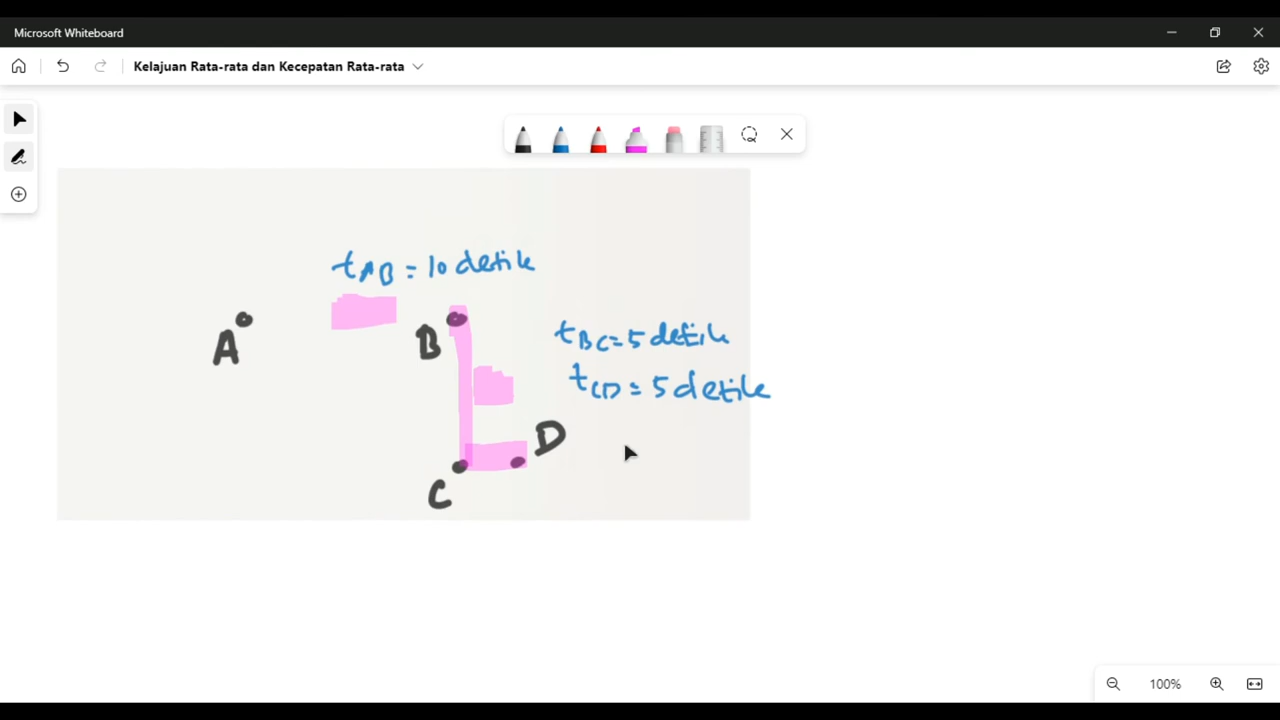 Microsoft Whiteboard
Kelajuan Rata-rata dan Kecepatan Rata-rata
tAB = 10 detik
A
B
tBC = 5 detik
tCD = 5 detik
D
C
100%